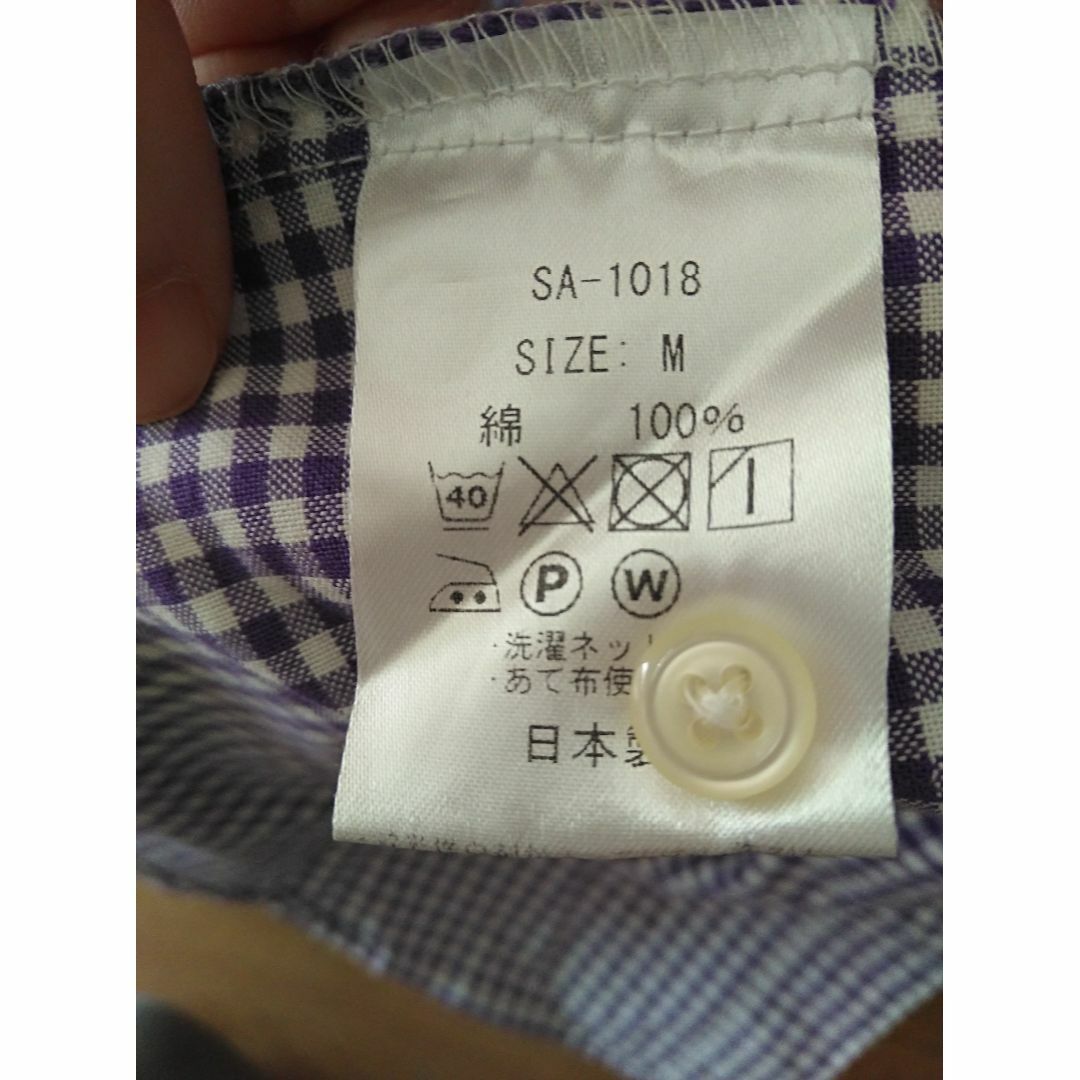 SA-1018
SIZE: M
綿 100%
40
P W
・洗濯ネット
・あて布使
日本製